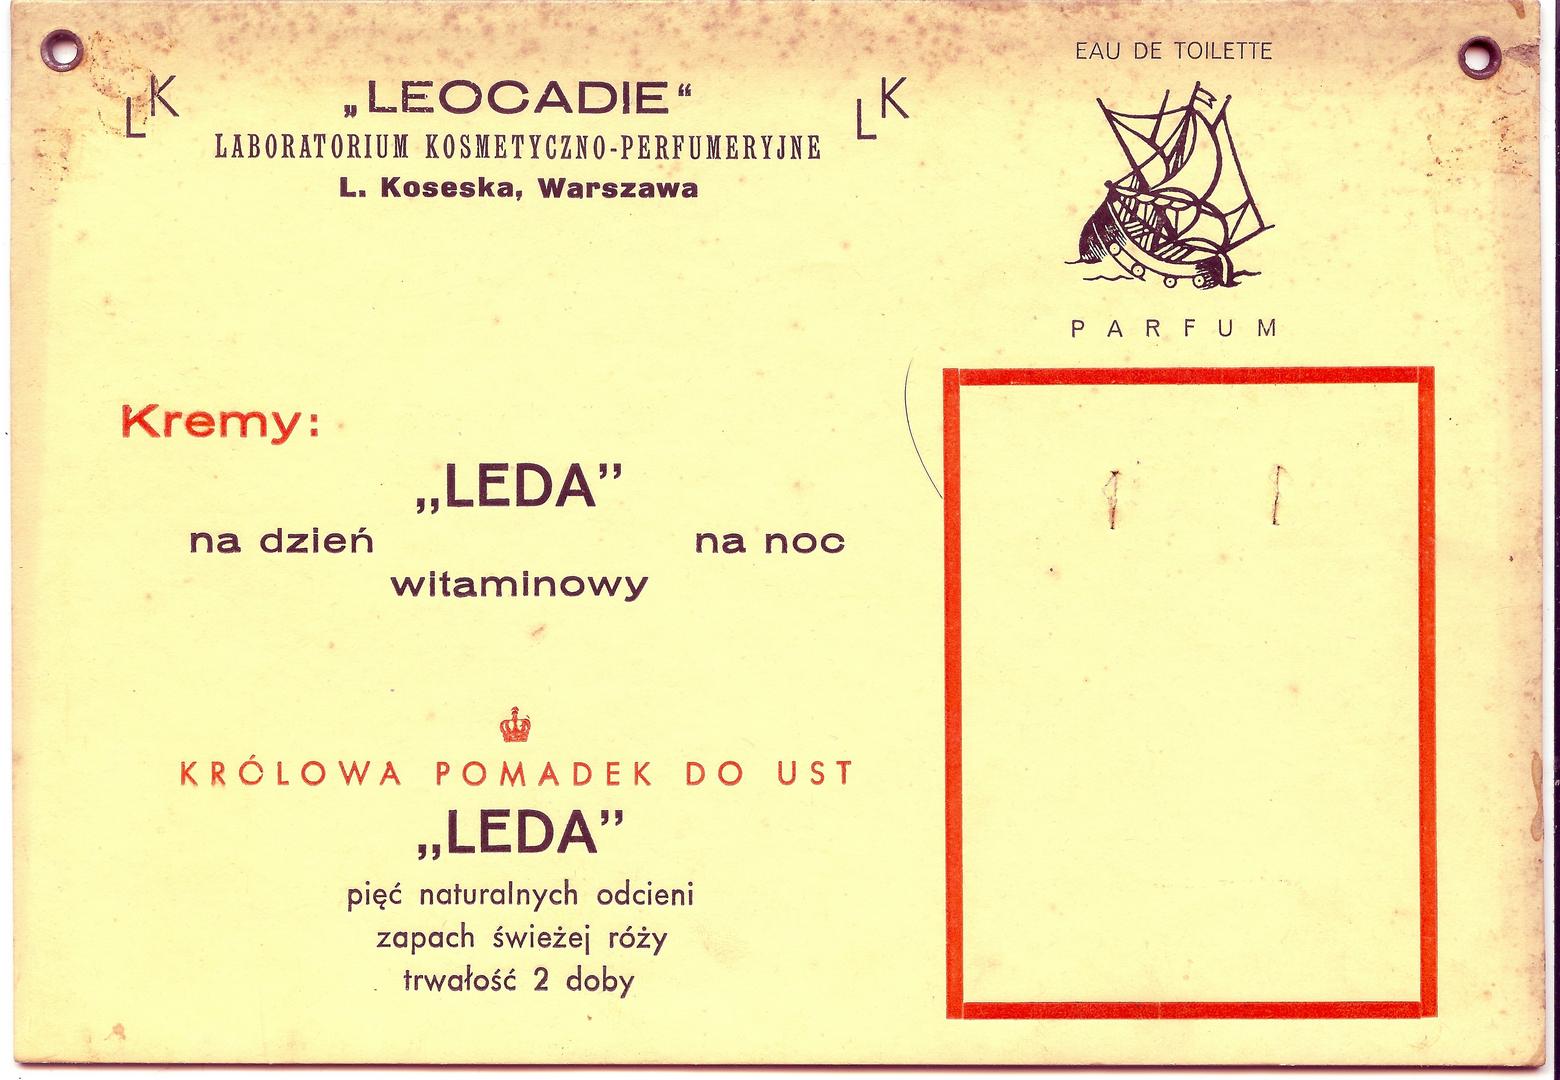 LK „LEOCADIE“ LK
LABORATORIUM KOSMETYCZNO-PERFUMERYJNE
L. Koseska, Warszawa
EAU DE TOILETTE
PARFUM
Kremy:
„LEDA”
na dzień na noc
witaminowy
KRÓLOWA POMADEK DO UST
„LEDA”
pięć naturalnych odcieni
zapach świeżej róży
trwałość 2 doby